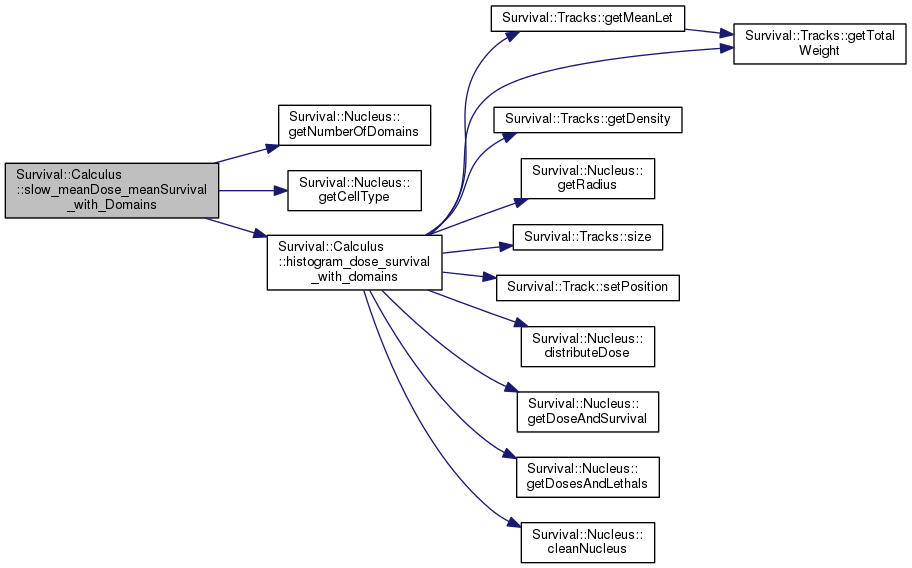 Survival::Calculus
::slow_meanDose_meanSurvival
_with_Domains
Survival::Nucleus::
getNumberOfDomains
Survival::Nucleus::
getCellType
Survival::Calculus
::histogram_dose_survival
_with_domains
Survival::Tracks::getMeanLet
Survival::Tracks::getTotal
Weight
Survival::Tracks::getDensity
Survival::Nucleus::
getRadius
Survival::Tracks::size
Survival::Track::setPosition
Survival::Nucleus::
distributeDose
Survival::Nucleus::
getDoseAndSurvival
Survival::Nucleus::
getDosesAndLethals
Survival::Nucleus::
cleanNucleus